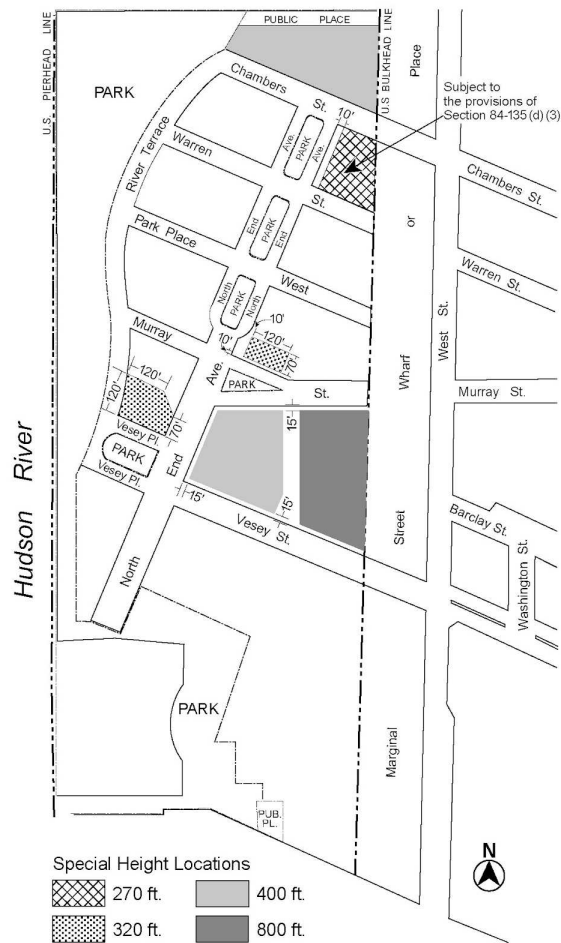 PUBLIC PLACE
U.S. PIERHEAD LINE
U.S BULKHEAD LINE
Place
PARK
Chambers
St.
10'
Subject to
the provisions of
Section 84-135 (d) (3)
Ave.
PARK
Ave.
River Terrace
Warren
St.
Chambers St.
or
Park Place
End
PARK
End
West
Warren St.
North
PARK
North
10'
120'
70'
10'
Murray
Ave.
PARK
St.
Wharf
West St.
Murray St.
120'
120'
70'
Vesey Pl.
PARK
Vesey Pl.
End
15'
15'
15'
Vesey St.
Street
Barclay St.
Washington St.
Hudson River
North
PARK
Marginal
PUB.
PL.
N
Special Height Locations
270 ft.
400 ft.
320 ft.
800 ft.